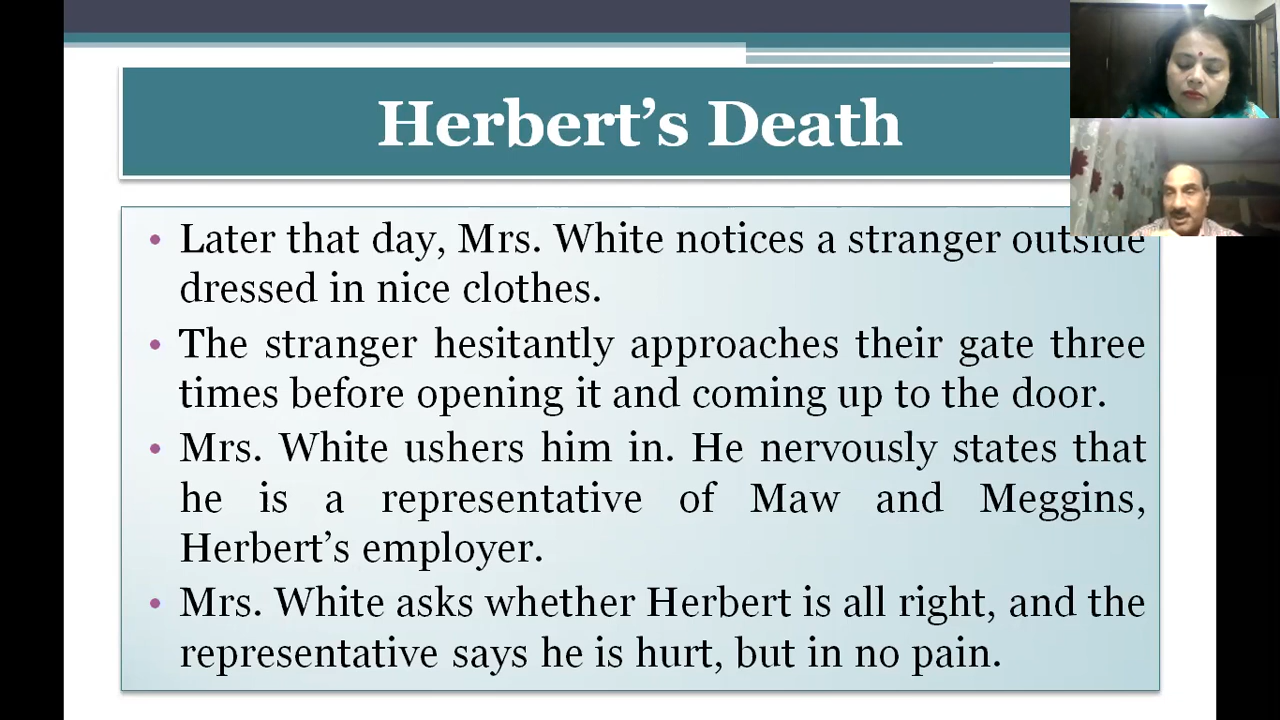 Herbert’s Death
• Later that day, Mrs. White notices a stranger outside
dressed in nice clothes.
• The stranger hesitantly approaches their gate three
times before opening it and coming up to the door.
• Mrs. White ushers him in. He nervously states that
he is a representative of Maw and Meggins,
Herbert’s employer.
• Mrs. White asks whether Herbert is all right, and the
representative says he is hurt, but in no pain.